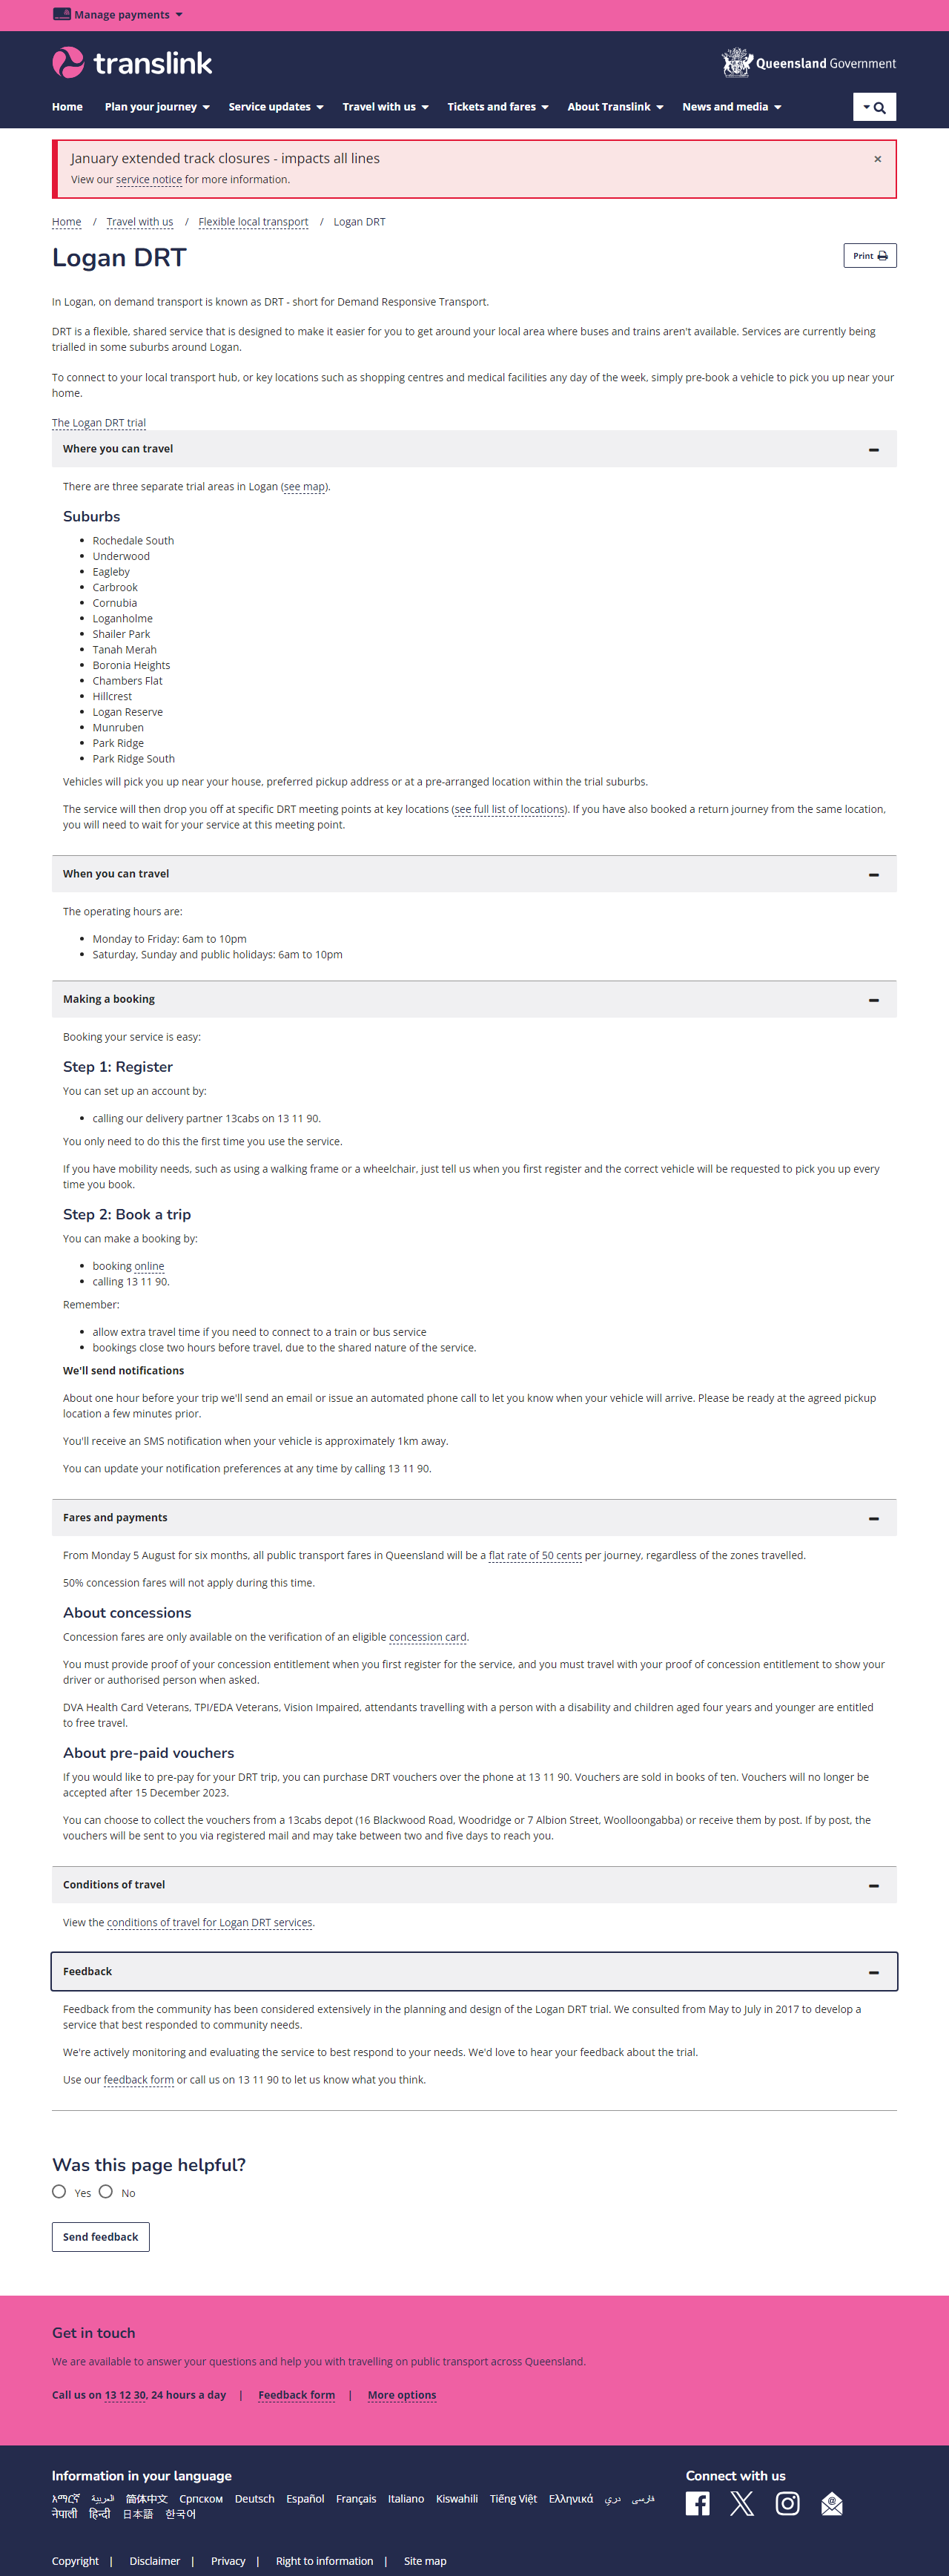 Manage payments
translink
Queensland Government
Home Plan your journey Service updates Travel with us Tickets and fares About Translink News and media
January extended track closures - impacts all lines
×
View our service notice for more information.
Home / Travel with us / Flexible local transport / Logan DRT
Logan DRT
Print
In Logan, on demand transport is known as DRT - short for Demand Responsive Transport.
DRT is a flexible, shared service that is designed to make it easier for you to get around your local area where buses and trains aren't available. Services are currently being
trialled in some suburbs around Logan.
To connect to your local transport hub, or key locations such as shopping centres and medical facilities any day of the week, simply pre-book a vehicle to pick you up near your
home.
The Logan DRT trial
Where you can travel
There are three separate trial areas in Logan (see map).
Suburbs
• Rochedale South
• Underwood
• Eagleby
• Carbrook
• Cornubia
• Loganholme
• Shailer Park
• Tanah Merah
• Boronia Heights
• Chambers Flat
• Hillcrest
• Logan Reserve
• Munruben
• Park Ridge
• Park Ridge South
Vehicles will pick you up near your house, preferred pickup address or at a pre-arranged location within the trial suburbs.
The service will then drop you off at specific DRT meeting points at key locations (see full list of locations). If you have also booked a return journey from the same location,
you will need to wait for your service at this meeting point.
When you can travel
The operating hours are:
• Monday to Friday: 6am to 10pm
• Saturday, Sunday and public holidays: 6am to 10pm
Making a booking
Booking your service is easy:
Step 1: Register
You can set up an account by:
• calling our delivery partner 13cabs on 13 11 90.
You only need to do this the first time you use the service.
If you have mobility needs, such as using a walking frame or a wheelchair, just tell us when you first register and the correct vehicle will be requested to pick you up every
time you book.
Step 2: Book a trip
You can make a booking by:
• booking online
• calling 13 11 90.
Remember:
• allow extra travel time if you need to connect to a train or bus service
• bookings close two hours before travel, due to the shared nature of the service.
We'll send notifications
About one hour before your trip we'll send an email or issue an automated phone call to let you know when your vehicle will arrive. Please be ready at the agreed pickup
location a few minutes prior.
You'll receive an SMS notification when your vehicle is approximately 1km away.
You can update your notification preferences at any time by calling 13 11 90.
Fares and payments
From Monday 5 August for six months, all public transport fares in Queensland will be a flat rate of 50 cents per journey, regardless of the zones travelled.
50% concession fares will not apply during this time.
About concessions
Concession fares are only available on the verification of an eligible concession card.
You must provide proof of your concession entitlement when you first register for the service, and you must travel with your proof of concession entitlement to show your
driver or authorised person when asked.
DVA Health Card Veterans, TPI/EDA Veterans, Vision Impaired, attendants travelling with a person with a disability and children aged four years and younger are entitled
to free travel.
About pre-paid vouchers
If you would like to pre-pay for your DRT trip, you can purchase DRT vouchers over the phone at 13 11 90. Vouchers are sold in books of ten. Vouchers will no longer be
accepted after 15 December 2023.
You can choose to collect the vouchers from a 13cabs depot (16 Blackwood Road, Woodridge or 7 Albion Street, Woolloongabba) or receive them by post. If by post, the
vouchers will be sent to you via registered mail and may take between two and five days to reach you.
Conditions of travel
View the conditions of travel for Logan DRT services.
Feedback
Feedback from the community has been considered extensively in the planning and design of the Logan DRT trial. We consulted from May to July in 2017 to develop a
service that best responded to community needs.
We're actively monitoring and evaluating the service to best respond to your needs. We'd love to hear your feedback about the trial.
Use our feedback form or call us on 13 11 90 to let us know what you think.
Was this page helpful?
Yes No
Send feedback
Get in touch
We are available to answer your questions and help you with travelling on public transport across Queensland.
Call us on 13 12 30, 24 hours a day | Feedback form | More options
Information in your language
Connect with us
አማርኛ العربية 简体中文 Српском Deutsch Español Français Italiano Kiswahili Tiếng Việt Ελληνικά دری فارسی
नेपाली हिन्दी 日本語 한국어
Copyright | Disclaimer | Privacy | Right to information | Site map